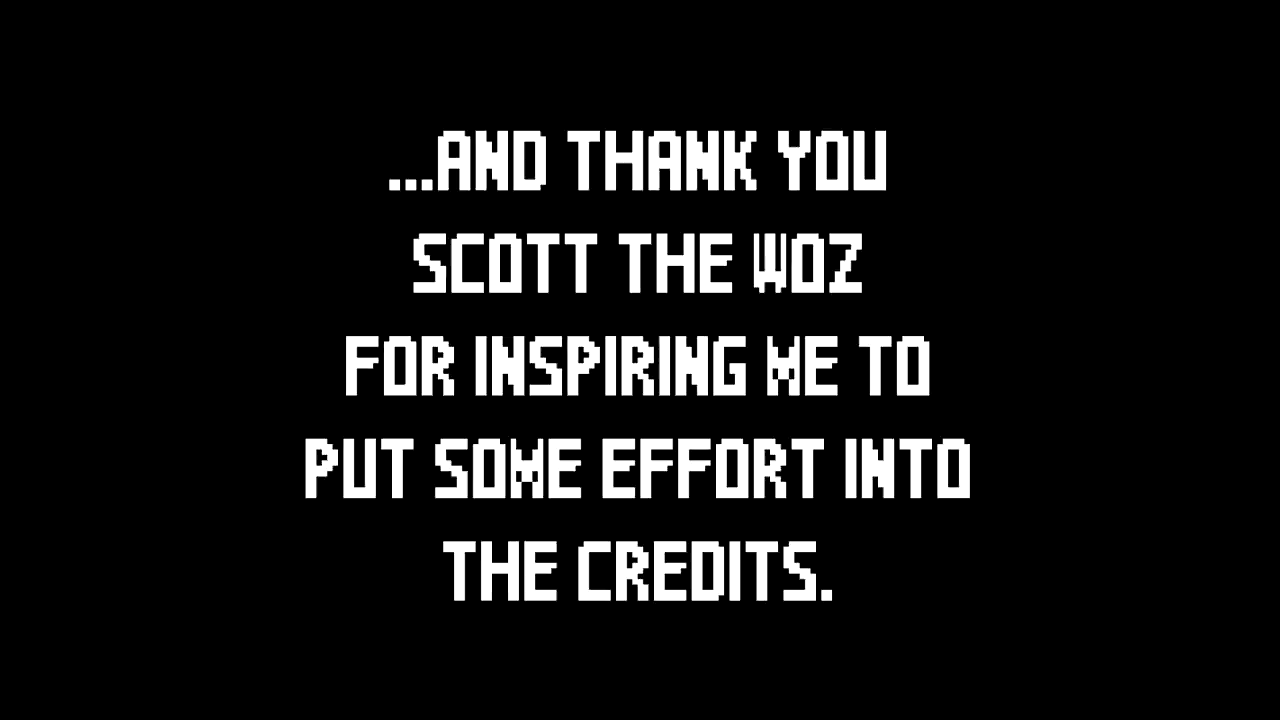 ...AND THANK YOU
SCOTT THE WOZ
FOR INSPIRING ME TO
PUT SOME EFFORT INTO
THE CREDITS.